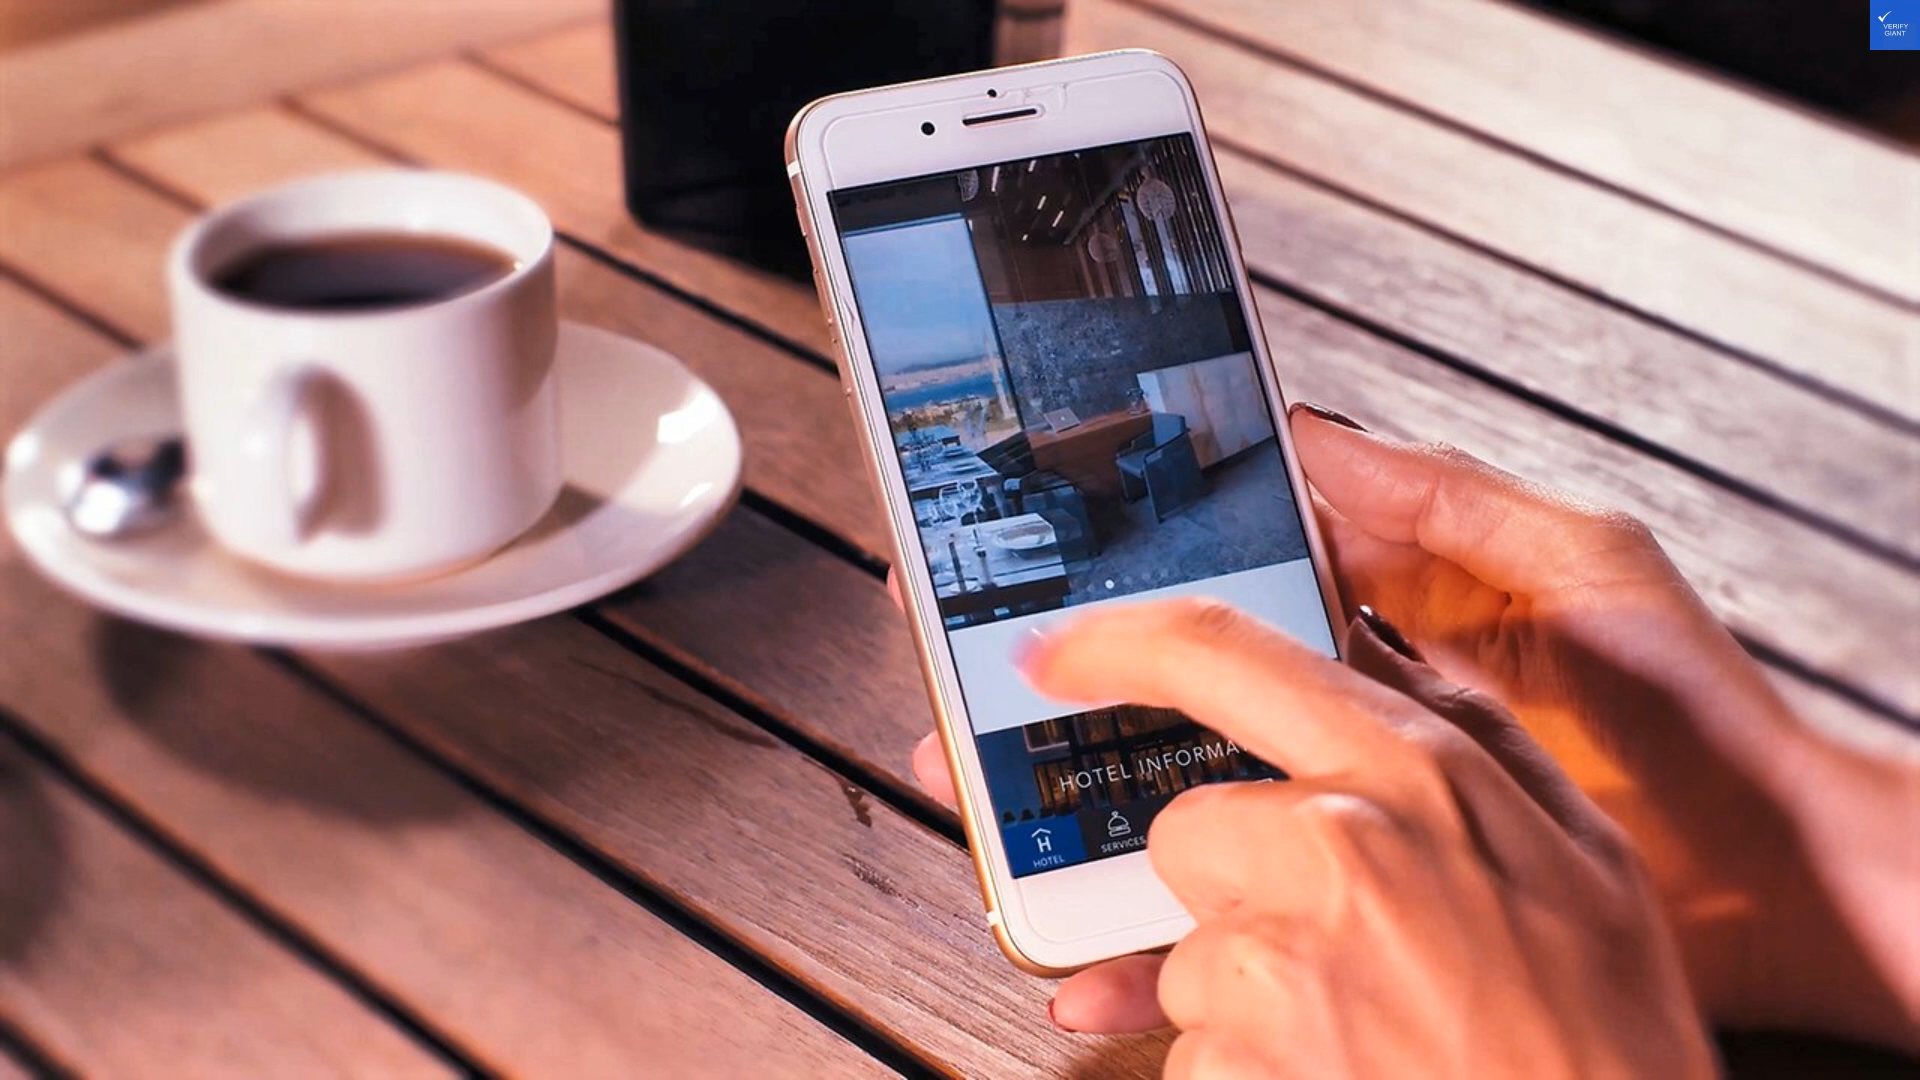 VERIFY
GIANT
HOTEL INFORMA
HOTEL
SERVICES